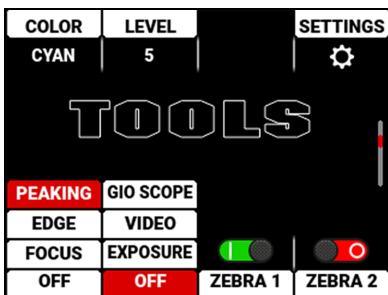 COLOR LEVEL SETTINGS
CYAN 5
TOOLS
PEAKING GIO SCOPE
EDGE VIDEO
FOCUS EXPOSURE
OFF OFF ZEBRA 1 ZEBRA 2